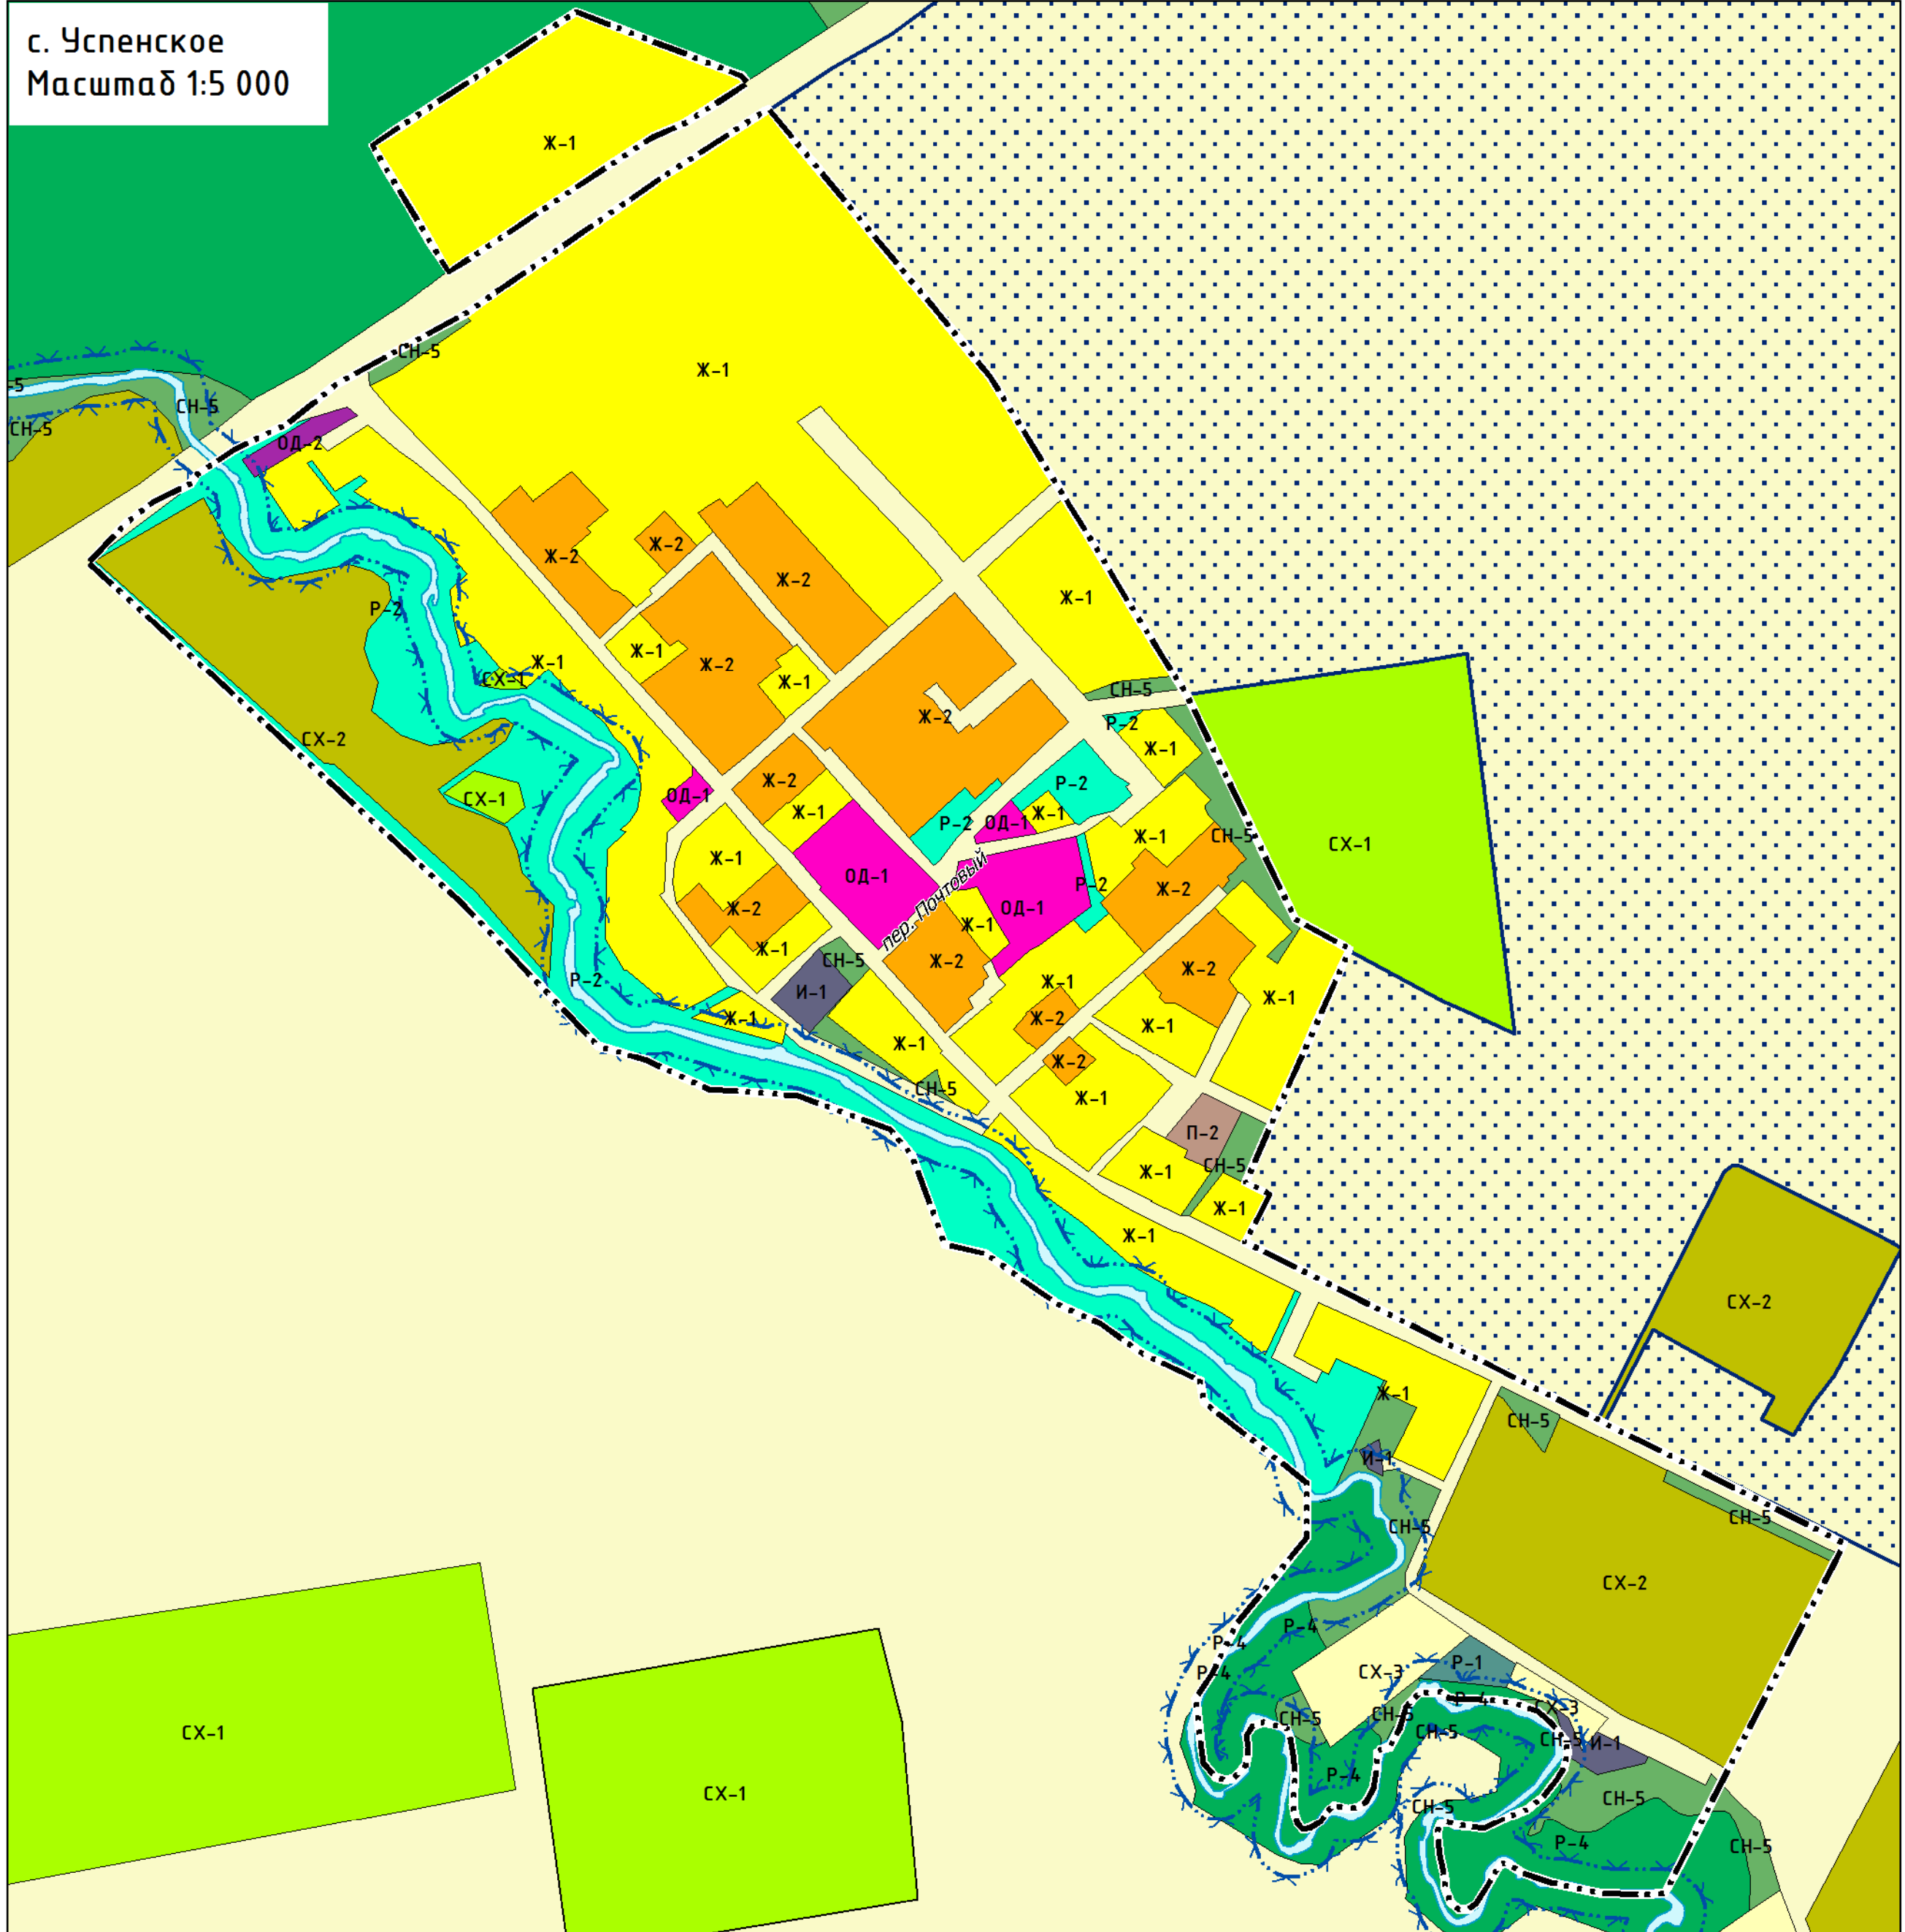 с. Успенское
Масштаб 1:5 000
Ж-1
СН-5
Ж-1
-5
СН-5
СН-5
ОД-2
Ж-2
Ж-2
Ж-2
Ж-1
Р-2
Ж-1
Ж-1
Ж-2
СХ-1
Ж-1
СН-5
Ж-2
Р-2
СХ-2
Ж-1
Ж-2
Р-2
СХ-1
ОД-1
Ж-1
Ж-1
Р-2
ОД-1
Ж-1
СН-5
СХ-1
Ж-1
ОД-1
Р-2
Ж-2
пер. Почтовый
Ж-2
ОД-1
Ж-1
Ж-1
СН-5
Ж-2
Ж-2
Р-2
Ж-1
И-1
Ж-1
Ж-1
Ж-2
Ж-1
Ж-1
Ж-2
СН-5
Ж-1
П-2
СН-5
Ж-1
Ж-1
Ж-1
СХ-2
Ж-1
СН-5
И-1
СН-5
СН-5
СХ-2
Р-4
Р-4
Р-4
СХ-3
Р-1
Р-4
СХ-3
СН-5
СН-5
СН-5
СН-5
И-1
СХ-1
Р-4
СХ-1
СН-5
СН-5
Р-4
СН-5